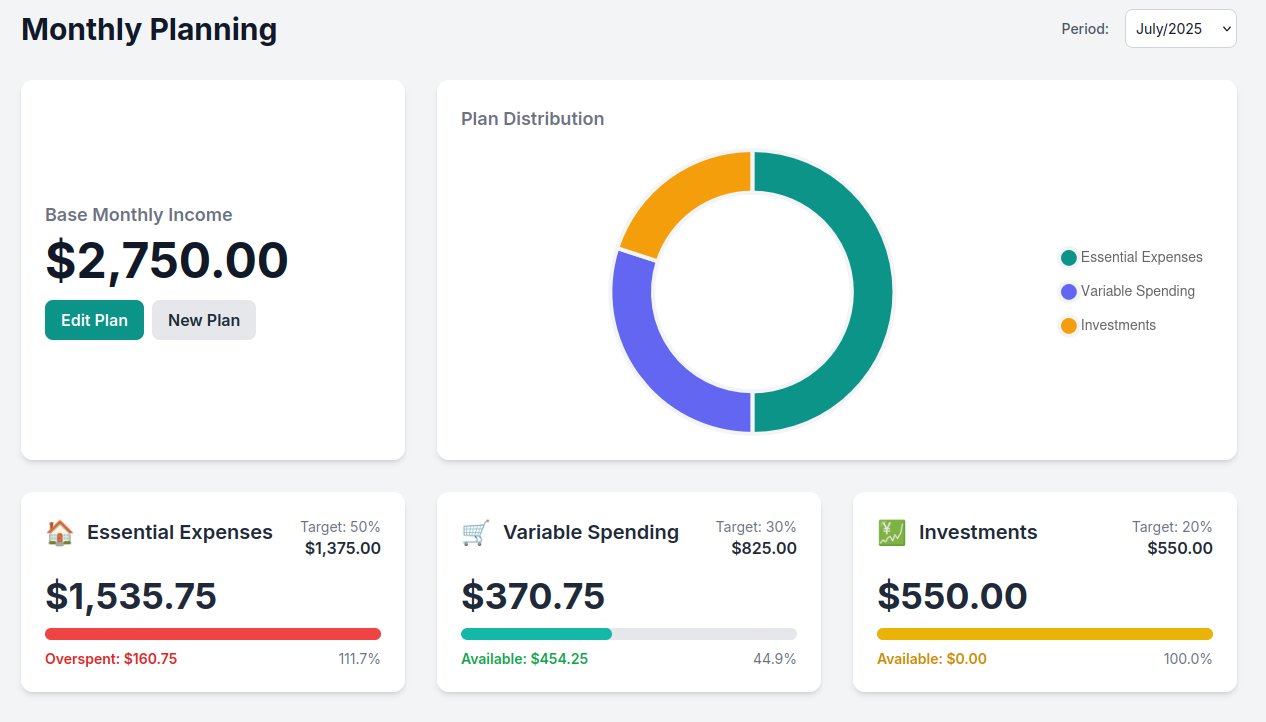 Monthly Planning
Period: July/2025
Base Monthly Income
$2,750.00
Edit Plan New Plan
Plan Distribution
Essential Expenses
Variable Spending
Investments
Essential Expenses
Target: 50%
$1,375.00
$1,535.75
Overspent: $160.75 111.7%
Variable Spending
Target: 30%
$825.00
$370.75
Available: $454.25 44.9%
Investments
Target: 20%
$550.00
$550.00
Available: $0.00 100.0%